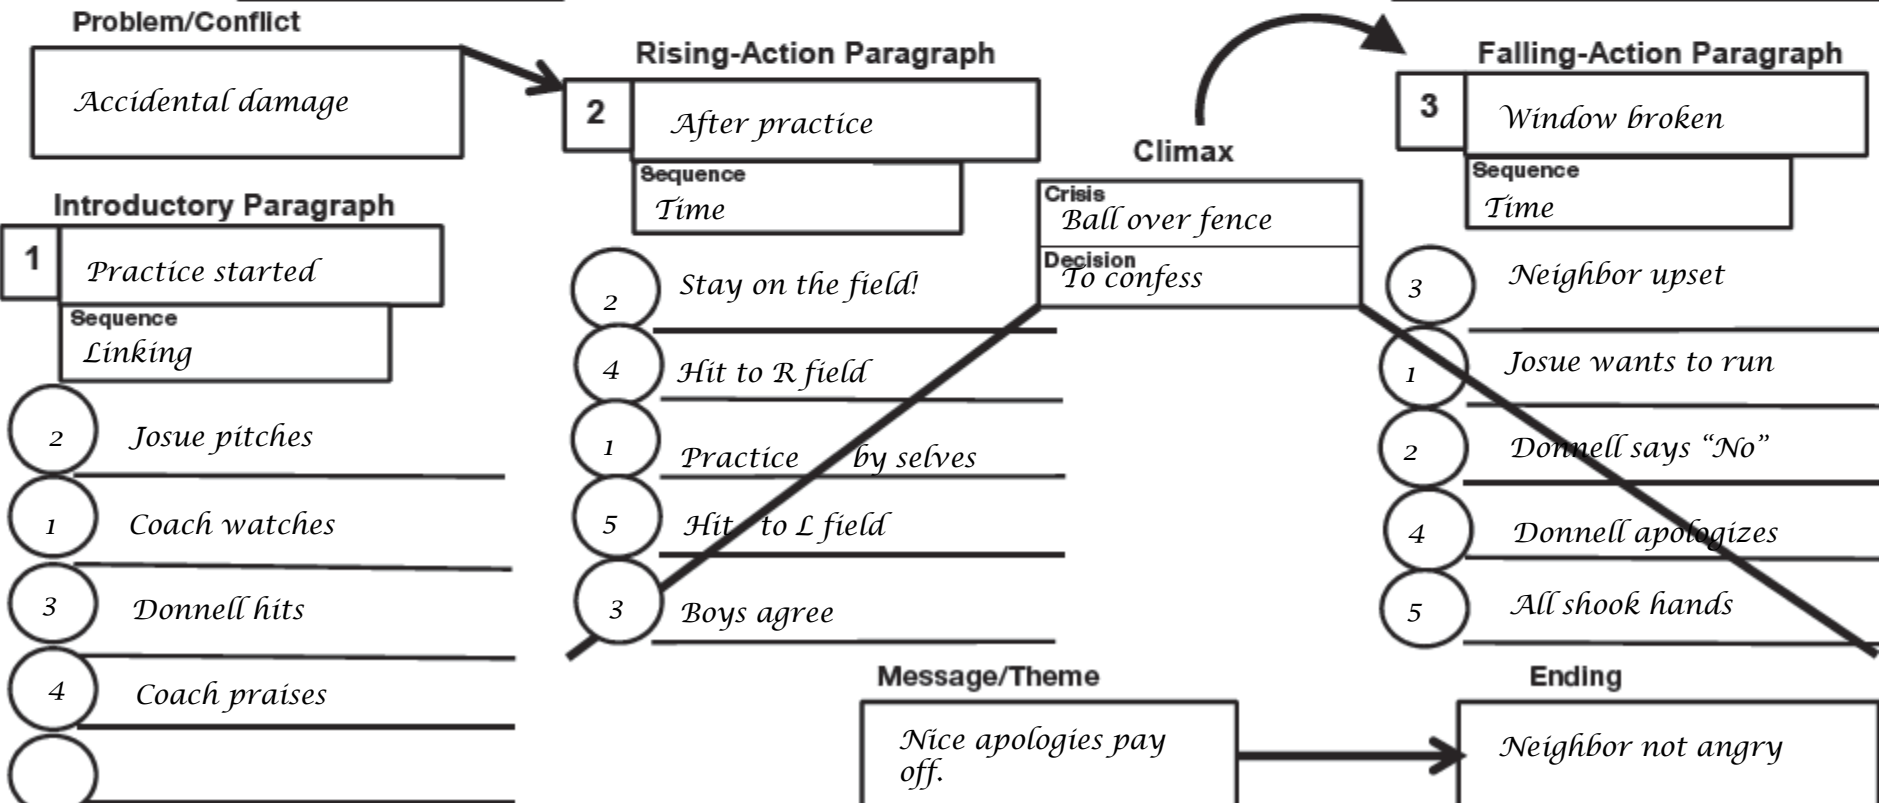 Problem/Conflict
Accidental damage
Introductory Paragraph
1
Practice started
Sequence
Linking
2 Josue pitches
1 Coach watches
3 Donnell hits
4 Coach praises
Rising-Action Paragraph
2
After practice
Sequence
Time
2 Stay on the field!
4 Hit to R field
1 Practice by selves
5 Hit to L field
3 Boys agree
Climax
Crisis
Ball over fence
Decision
To confess
Falling-Action Paragraph
3
Window broken
Sequence
Time
3 Neighbor upset
1 Josue wants to run
2 Donnell says “No”
4 Donnell apologizes
5 All shook hands
Message/Theme
Nice apologies pay
off.
Ending
Neighbor not angry